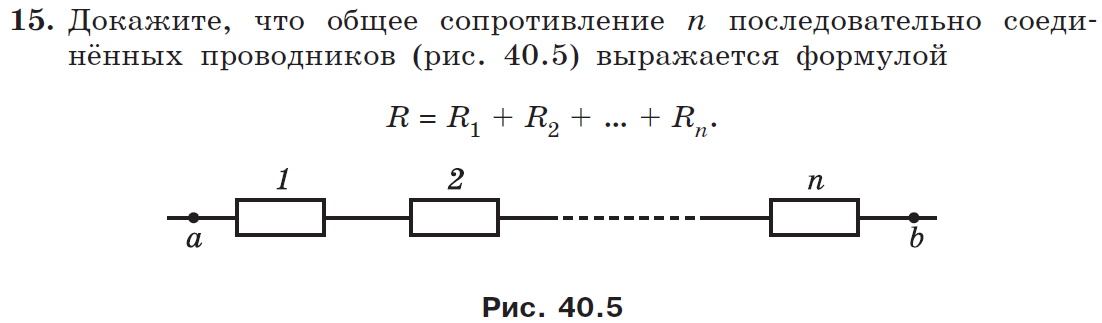 15. Докажите, что общее сопротивление n последовательно соеди-
нённых проводников (рис. 40.5) выражается формулой
R = R₁ + R₂ + ... + Rₙ.
1 2 n
a b
Рис. 40.5